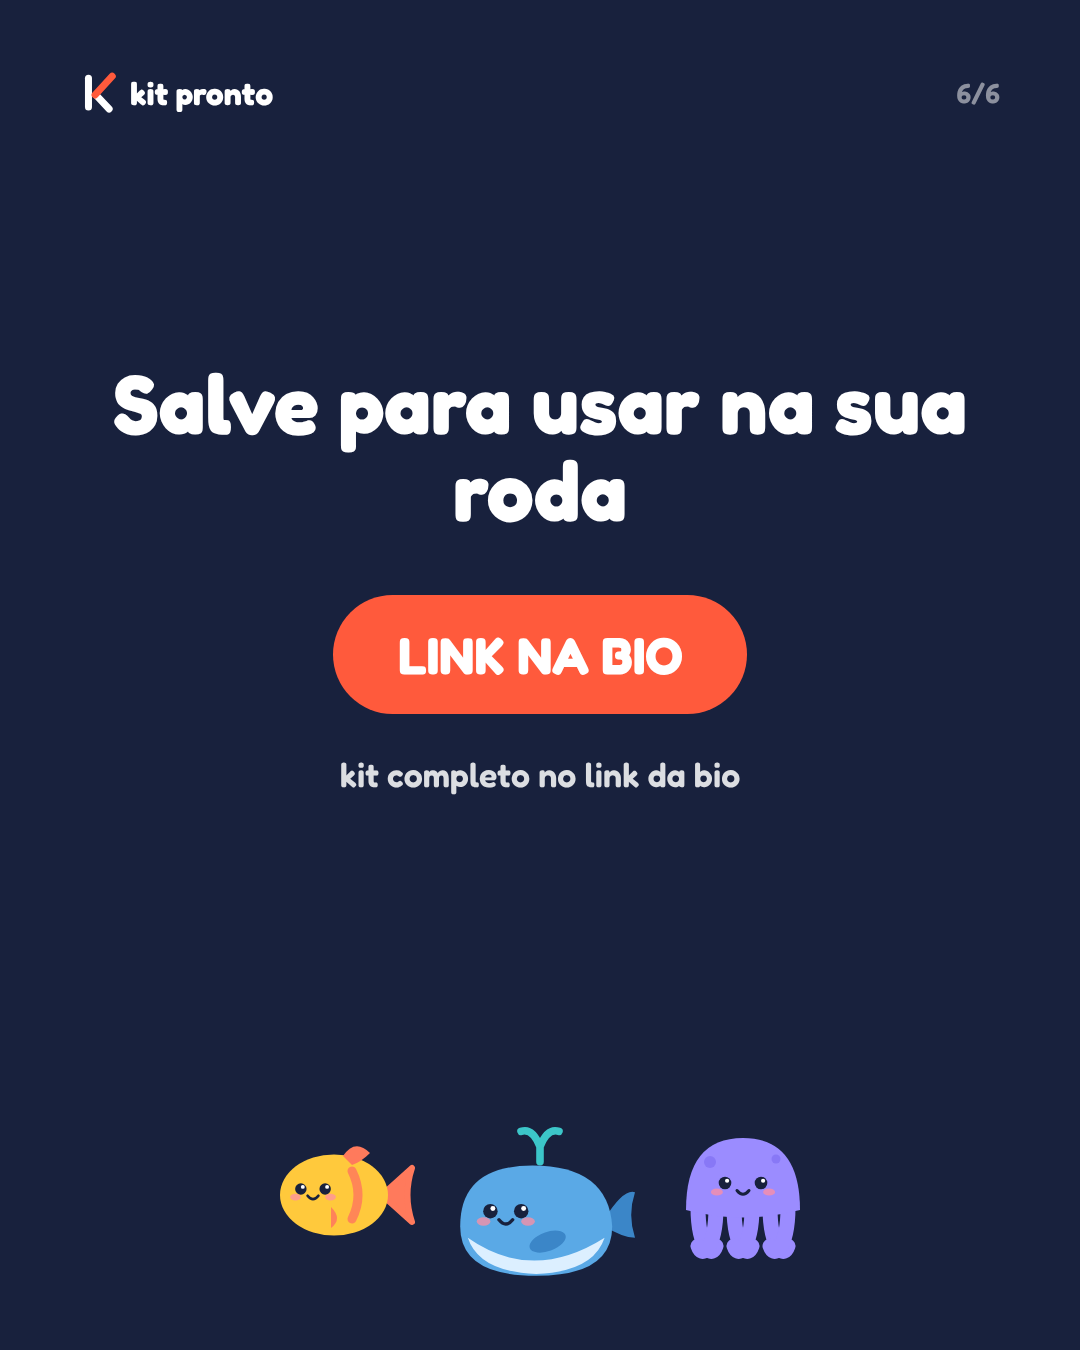 kit pronto
6/6
Salve para usar na sua
roda
LINK NA BIO
kit completo no link da bio